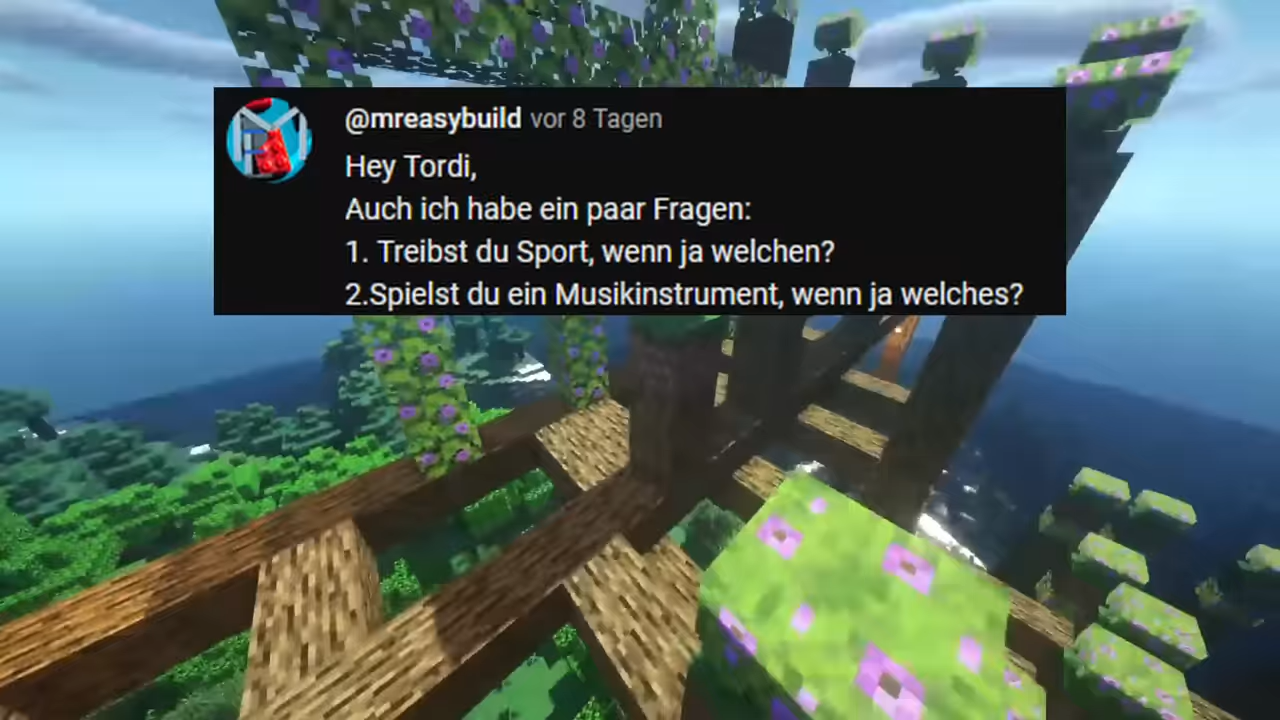 @mreasybuild vor 8 Tagen
Hey Tordi,
Auch ich habe ein paar Fragen:
1. Treibst du Sport, wenn ja welchen?
2.Spielst du ein Musikinstrument, wenn ja welches?